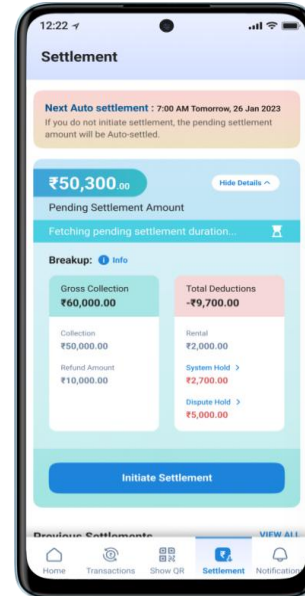 12:22
Settlement
Next Auto settlement : 7:00 AM Tomorrow, 26 Jan 2023
If you do not initiate settlement, the pending settlement
amount will be Auto-settled.
₹50,300.00
Hide Details
Pending Settlement Amount
Fetching pending settlement duration...
Breakup: i Info
Gross Collection
₹60,000.00
Collection
₹50,000.00
Refund Amount
₹10,000.00
Total Deductions
-₹9,700.00
Rental
₹2,000.00
System Hold >
₹2,700.00
Dispute Hold >
₹5,000.00
Initiate Settlement
Previous Settlements VIEW ALL
Home Transactions Show QR Settlement Notification